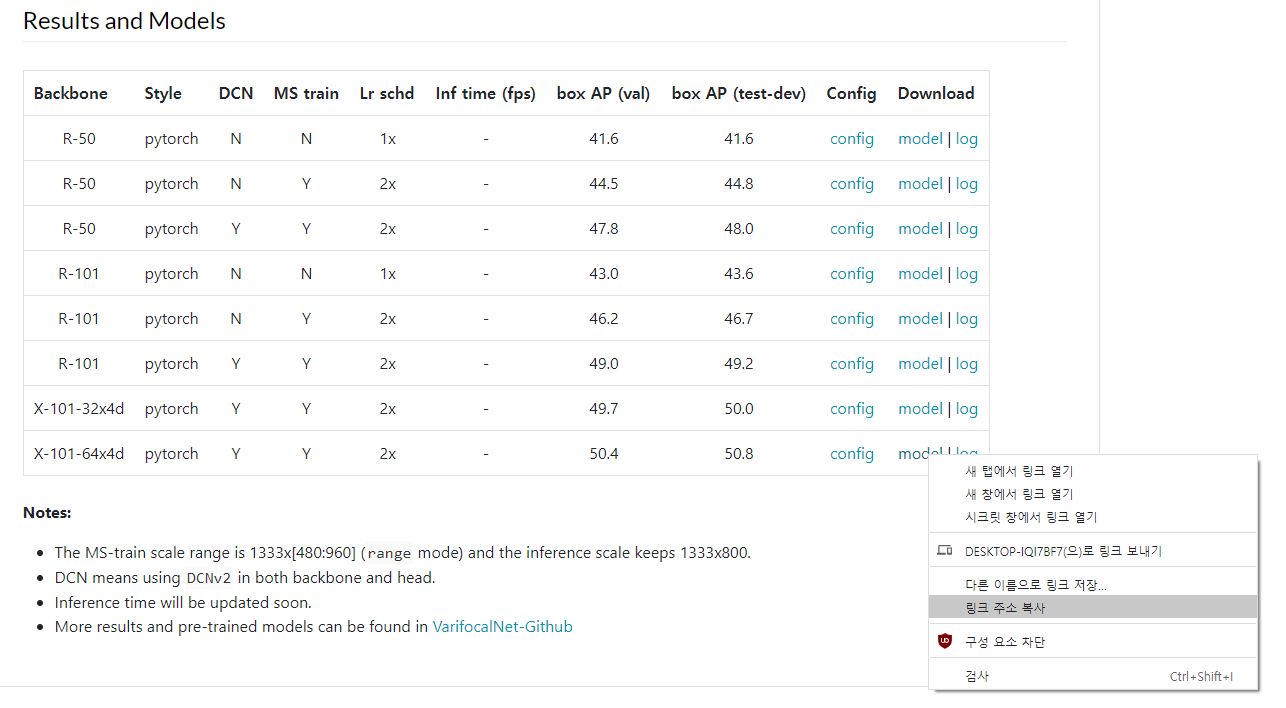 Results and Models
Backbone Style DCN MS train Lr schd Inf time (fps) box AP (val) box AP (test-dev) Config Download
R-50 pytorch N N 1x - 41.6 41.6 config model | log
R-50 pytorch N Y 2x - 44.5 44.8 config model | log
R-50 pytorch Y Y 2x - 47.8 48.0 config model | log
R-101 pytorch N N 1x - 43.0 43.6 config model | log
R-101 pytorch N Y 2x - 46.2 46.7 config model | log
R-101 pytorch Y Y 2x - 49.0 49.2 config model | log
X-101-32x4d pytorch Y Y 2x - 49.7 50.0 config model | log
X-101-64x4d pytorch Y Y 2x - 50.4 50.8 config model | log
Notes:
The MS-train scale range is 1333x[480:960] (range mode) and the inference scale keeps 1333x800.
DCN means using DCNv2 in both backbone and head.
Inference time will be updated soon.
More results and pre-trained models can be found in VarifocalNet-Github
새 탭에서 링크 열기
새 창에서 링크 열기
시크릿 창에서 링크 열기
DESKTOP-IQI7BF7(으)로 링크 보내기
다른 이름으로 링크 저장...
링크 주소 복사
구성 요소 차단
검사 Ctrl+Shift+I